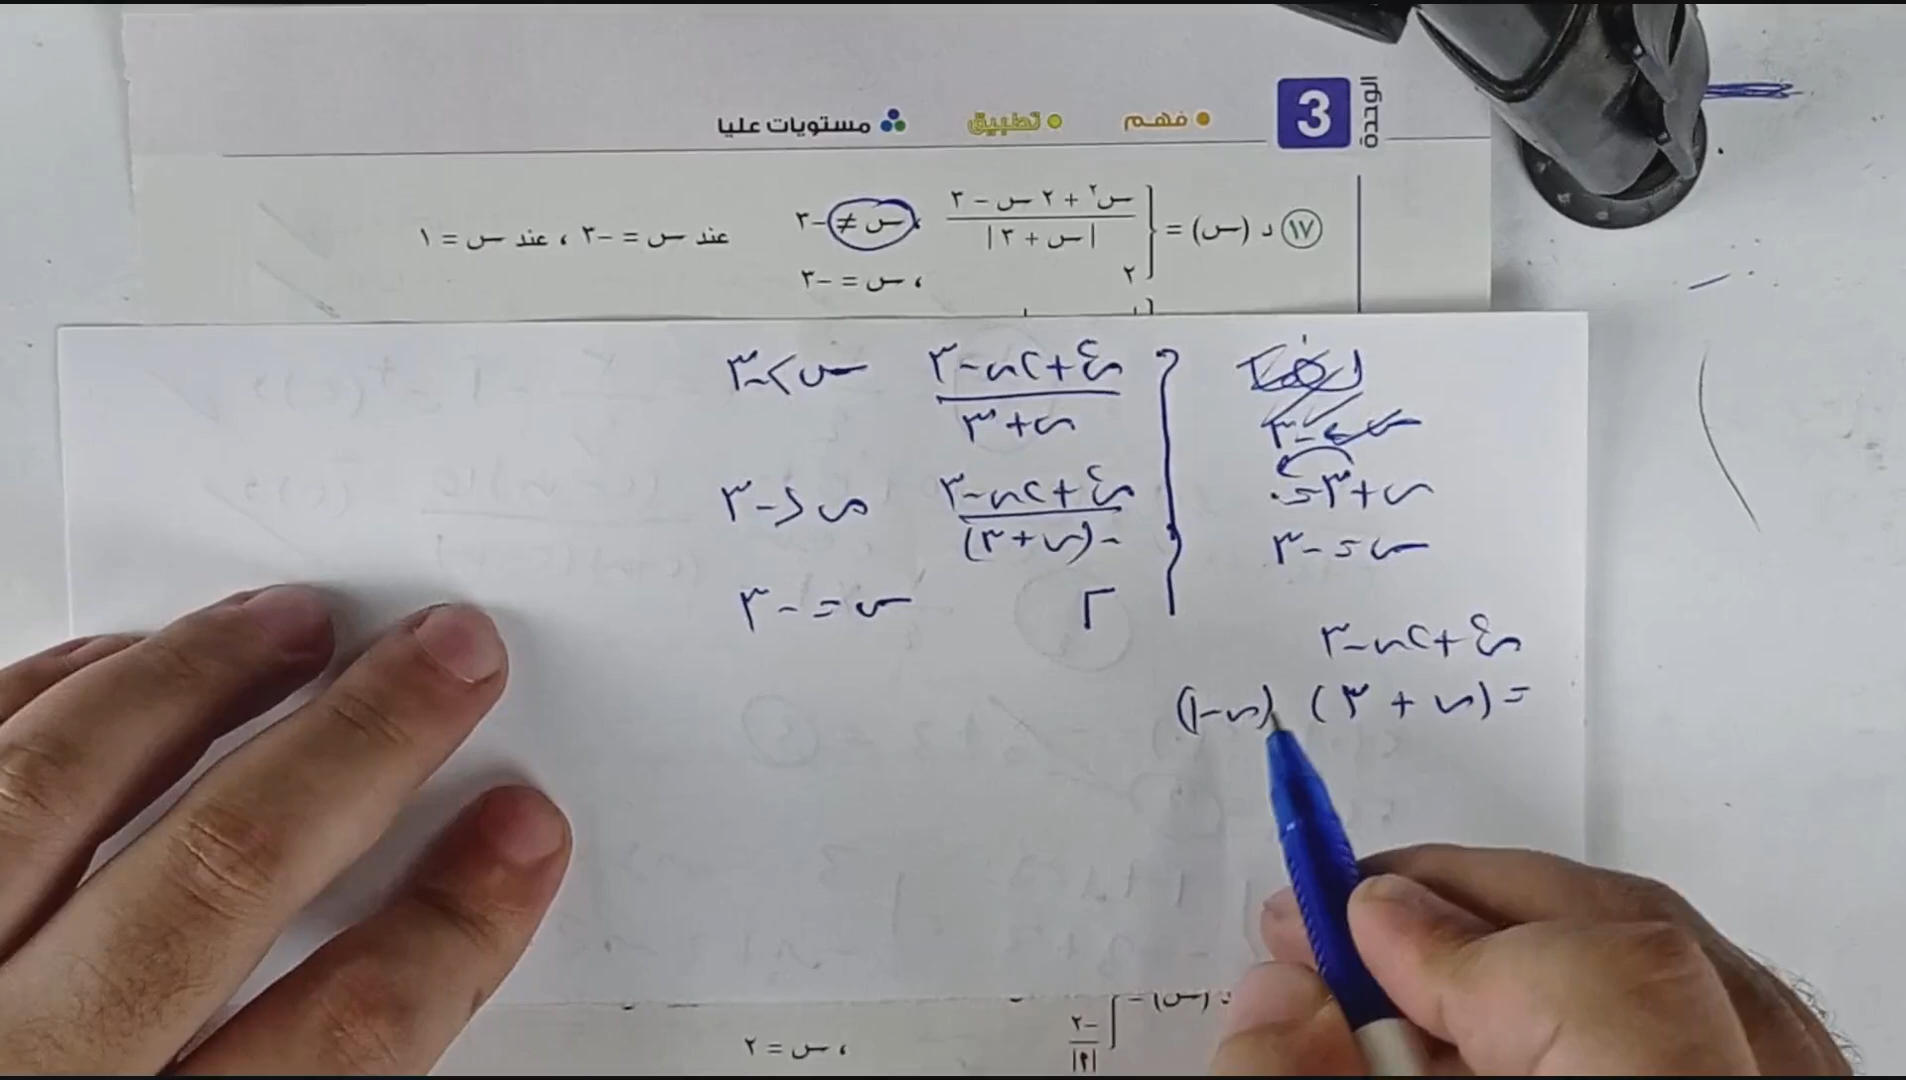 الوحدة 3 فهم تطبيق مستويات عليا
١٧ د (س) = { س٢ + ٢ س - ٣ / |س + ٣| ، س ≠ -٣
٢ ، س = -٣ عند س = -٣ ، عند س = ١
س + ٣ = ٠
س = -٣
س٢ + ٢س - ٣ / س + ٣ س > -٣
س٢ + ٢س - ٣ / -(س + ٣) س < -٣
٢ س = -٣
س٢ + ٢س - ٣
= (س + ٣) (س - ١)
د (س) =
-٢ / |٢| ، س = ٢